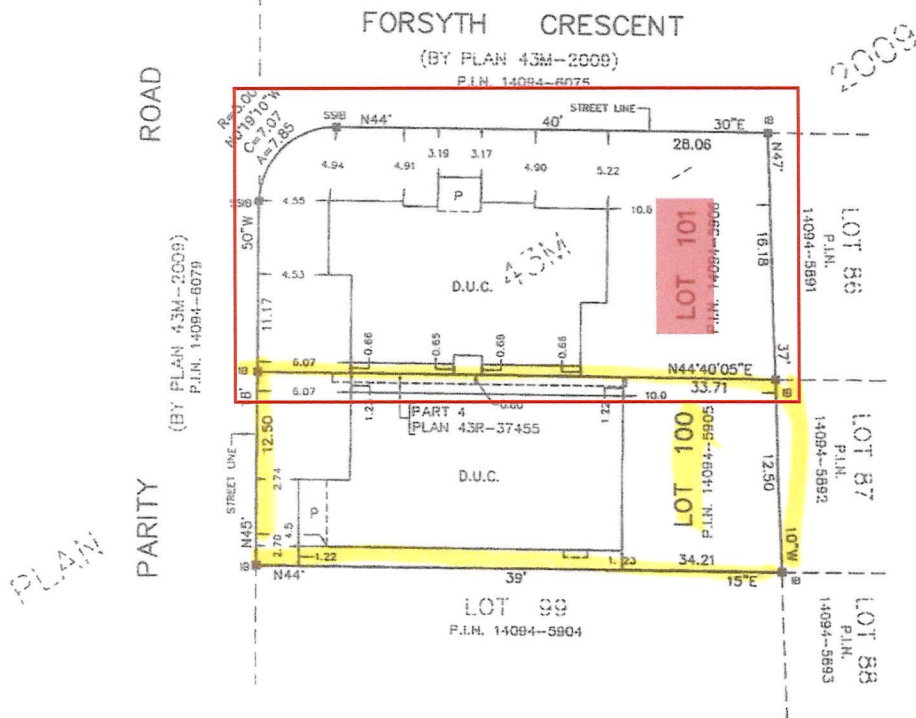 FORSYTH CRESCENT
(BY PLAN 43M-2009)
P.I.N. 14094-6075
2009
ROAD
R=5.00
N0°19'10"W
C=7.07
A=7.85
SSIB
N44°
40'
STREET LINE
30"E
IB
28.06
N47°
4.94
4.91
3.19
3.17
4.90
5.22
P
SSIB
4.55
10.6
50"W
LOT 101
P.I.N. 14094-5906
16.18
LOT 86
P.I.N.
14094-5891
(BY PLAN 43M-2009)
P.I.N. 14094-6079
4.53
D.U.C.
43M
11.17
0.66
0.65
0.68
0.68
37'
6.07
IB
N44°40'05"E
33.71
IB
6.07
1.22
0.60
1.22
10.0
PART 4
PLAN 43R-37455
STREET LINE
12.50
LOT 100
P.I.N. 14094-5905
12.50
LOT 87
P.I.N.
14094-5892
2.74
D.U.C.
P
4.5
2.70
N45°
PARITY
PLAN
1.22
1.23
34.21
10"W
IB
N44°
39'
15"E
IB
LOT 99
P.I.N. 14094-5904
LOT 88
P.I.N.
14094-5893